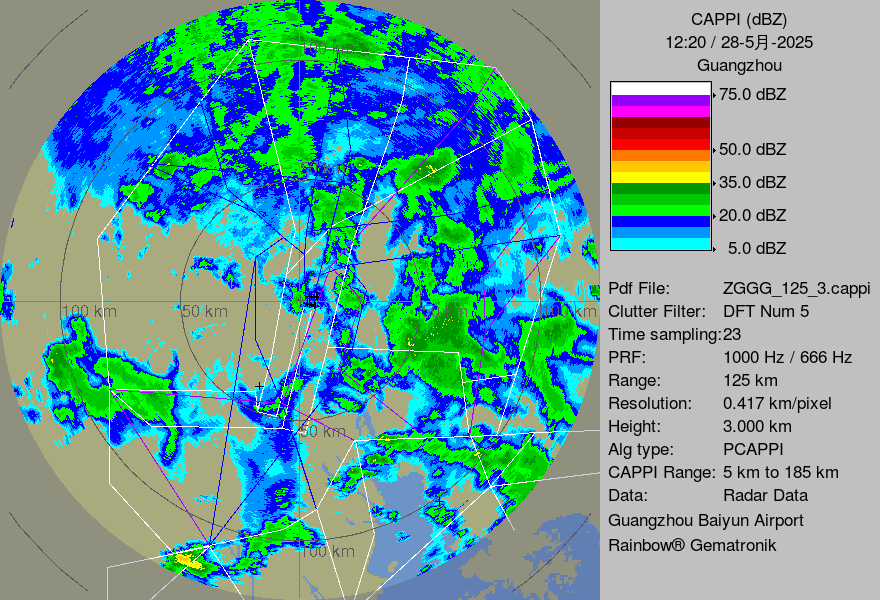 CAPPI (dBZ)
12:20 / 28-5月-2025
Guangzhou
75.0 dBZ
50.0 dBZ
35.0 dBZ
20.0 dBZ
5.0 dBZ
Pdf File: ZGGG_125_3.cappi
Clutter Filter: DFT Num 5
Time sampling:23
PRF: 1000 Hz / 666 Hz
Range: 125 km
Resolution: 0.417 km/pixel
Height: 3.000 km
Alg type: PCAPPI
CAPPI Range: 5 km to 185 km
Data: Radar Data
Guangzhou Baiyun Airport
Rainbow® Gematronik
100 km
50 km
100 km
50 km
100 km